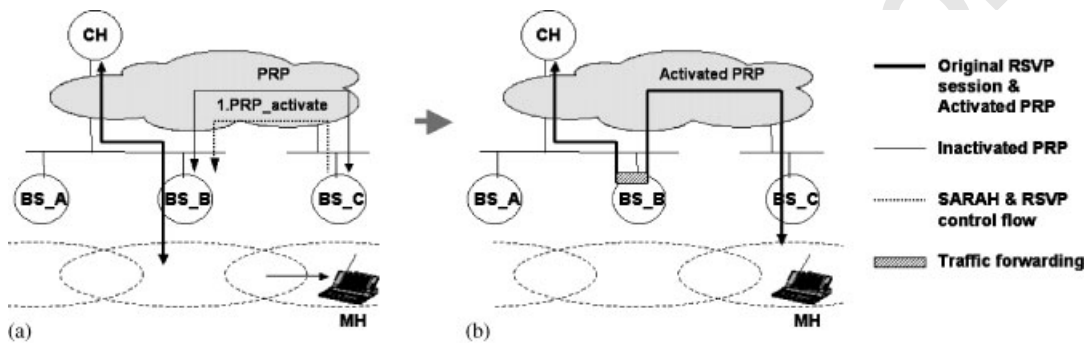 CH
PRP
1.PRP_activate
BS_A
BS_B
BS_C
MH
(a)
CH
Activated PRP
BS_A
BS_B
BS_C
MH
(b)
Original RSVP
session &
Activated PRP
Inactivated PRP
SARAH & RSVP
control flow
Traffic forwarding